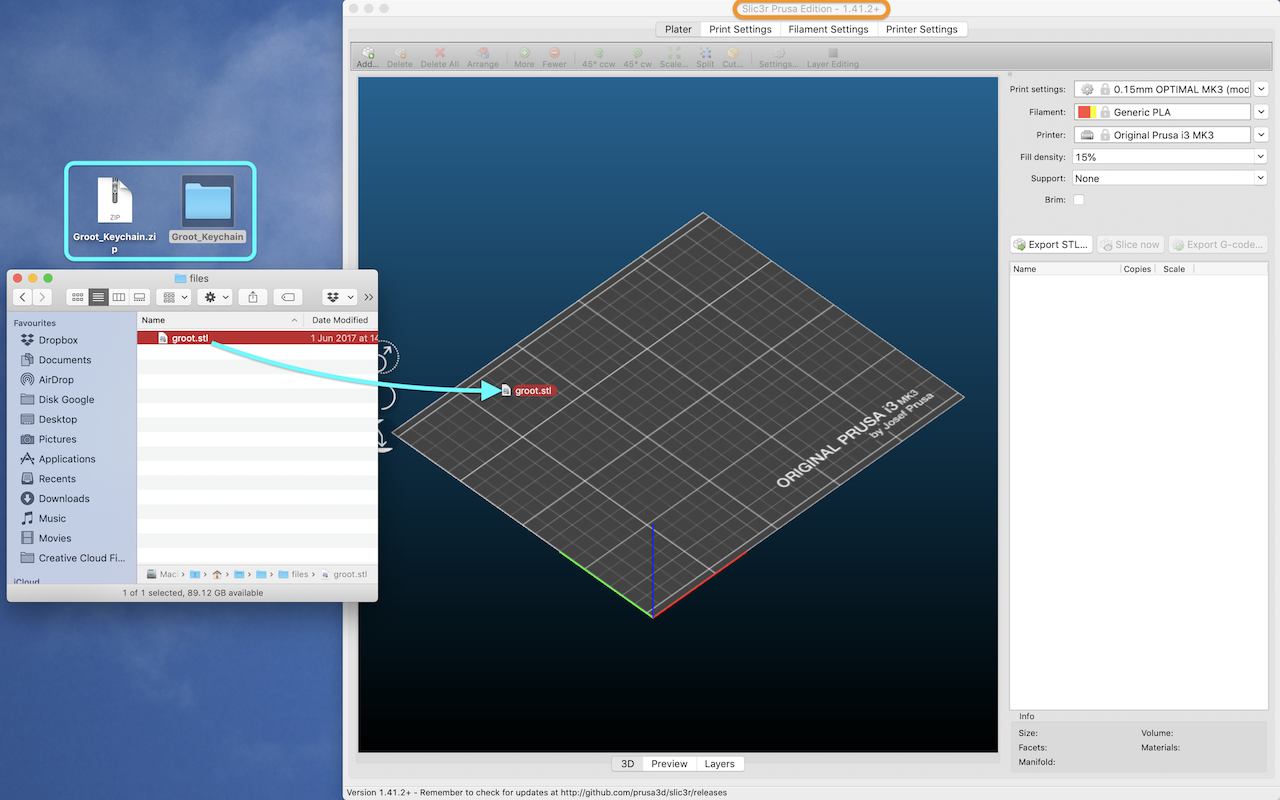 Slic3r Prusa Edition - 1.41.2+
Plater Print Settings Filament Settings Printer Settings
Add... Delete Delete All Arrange More Fewer 45° ccw 45° cw Scale... Split Cut... Settings... Layer Editing
Print settings: 0.15mm OPTIMAL MK3 (mod
Filament: Generic PLA
Printer: Original Prusa i3 MK3
Fill density: 15%
Support: None
Brim:
Export STL... Slice now Export G-code...
Name Copies Scale
ZIP
Groot_Keychain.zi
p
Groot_Keychain
files
Favourites
Dropbox
Documents
AirDrop
Disk Google
Desktop
Pictures
Applications
Recents
Downloads
Music
Movies
Creative Cloud Fi...
iCloud
Name Date Modified
groot.stl 1 Jun 2017 at 14
Mac files groot.stl
1 of 1 selected, 89.12 GB available
groot.stl
ORIGINAL PRUSA i3 MK3
by Josef Prusa
3D Preview Layers
Info
Size: Volume:
Facets: Materials:
Manifold:
Version 1.41.2+ - Remember to check for updates at http://github.com/prusa3d/slic3r/releases